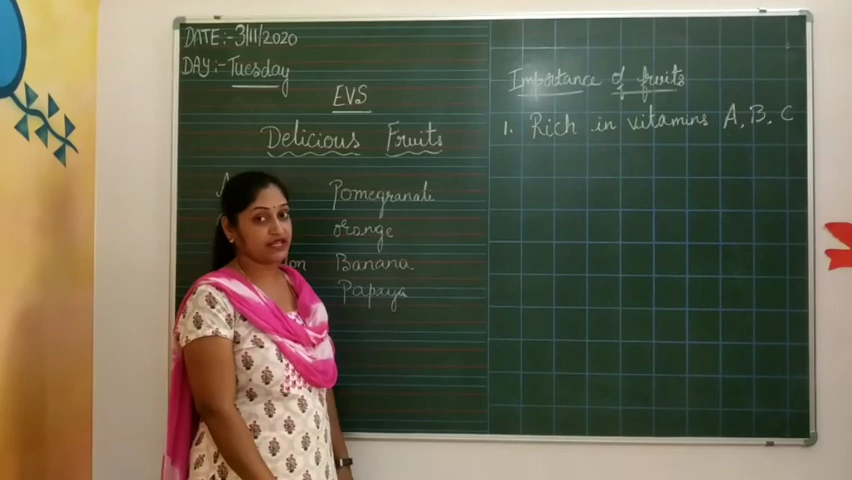 DATE:-3/11/2020
DAY:-Tuesday
EVS
Delicious Fruits
Pomegranate
orange
Banana
Papaya
Importance of fruits
1. Rich in vitamins A, B, C